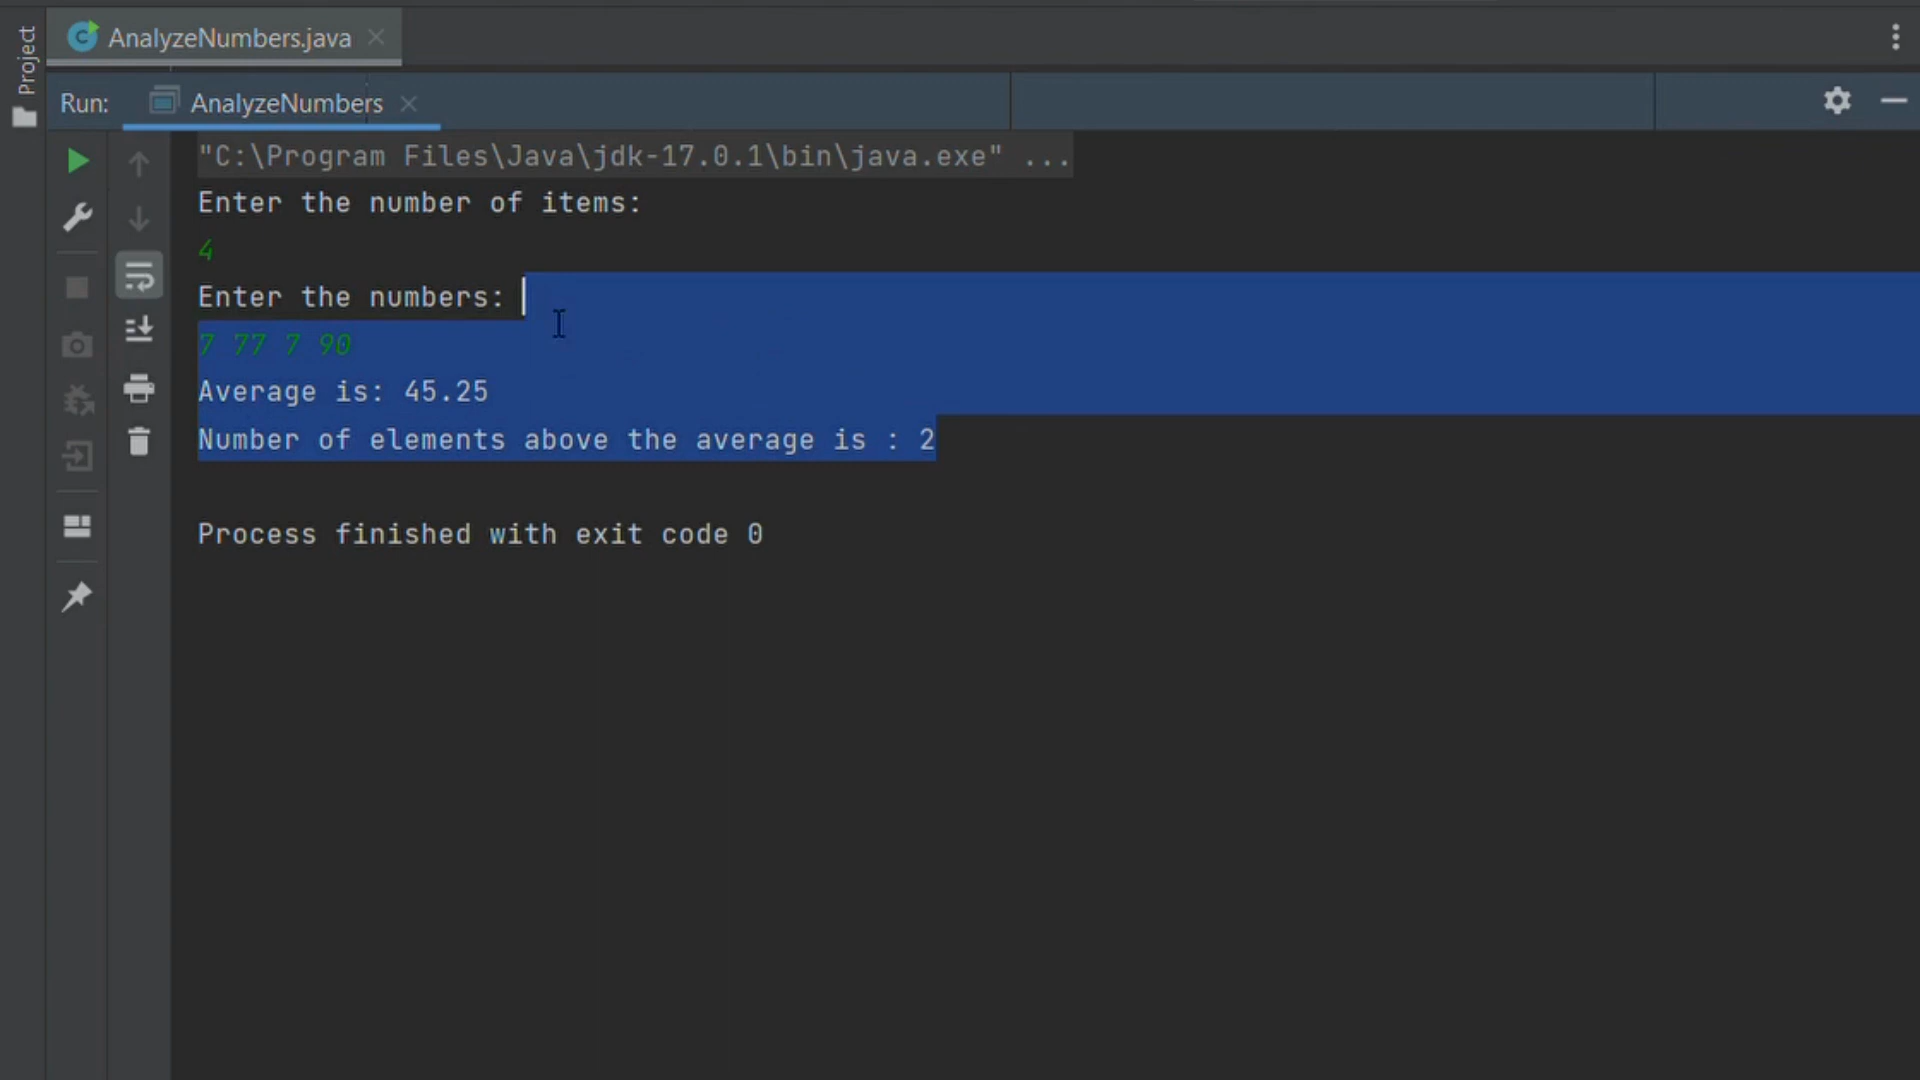 Project
AnalyzeNumbers.java
Run: AnalyzeNumbers
"C:\Program Files\Java\jdk-17.0.1\bin\java.exe" ...
Enter the number of items:
4
Enter the numbers:
7 77 7 90
Average is: 45.25
Number of elements above the average is : 2
Process finished with exit code 0